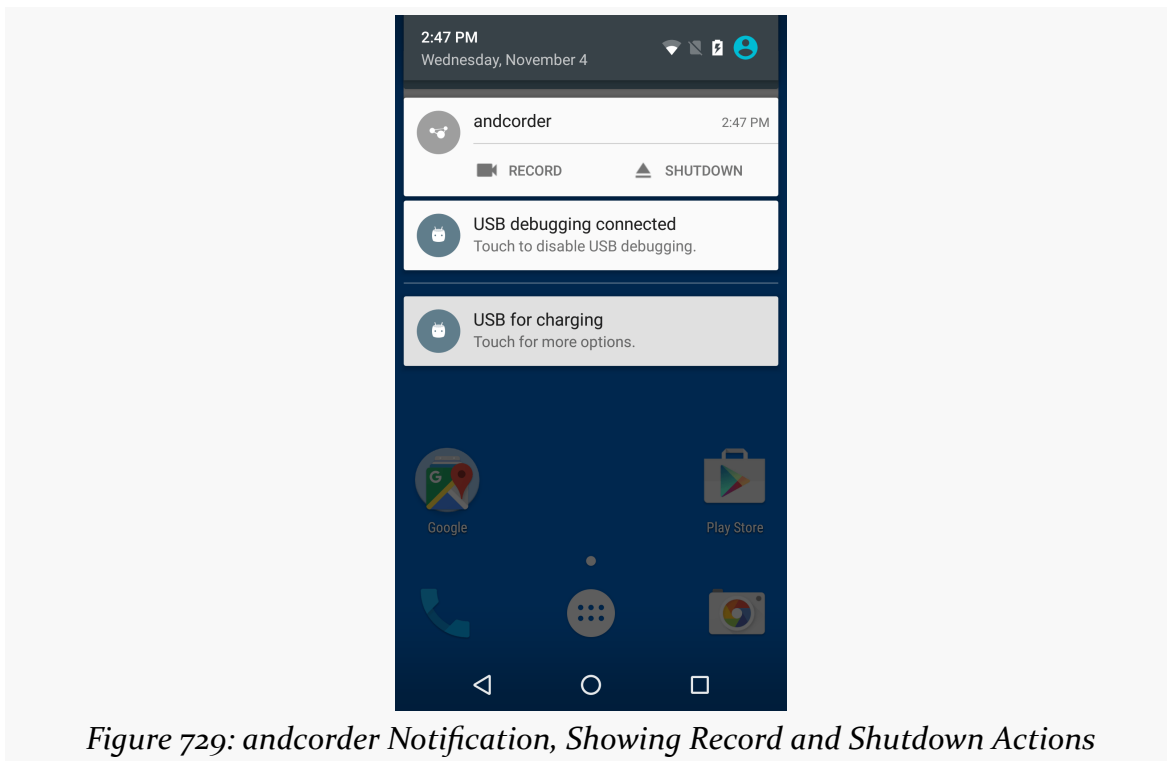 2:47 PM
Wednesday, November 4
andcorder 2:47 PM
RECORD SHUTDOWN
USB debugging connected
Touch to disable USB debugging.
USB for charging
Touch for more options.
G
Google Play Store
Figure 729: andcorder Notification, Showing Record and Shutdown Actions